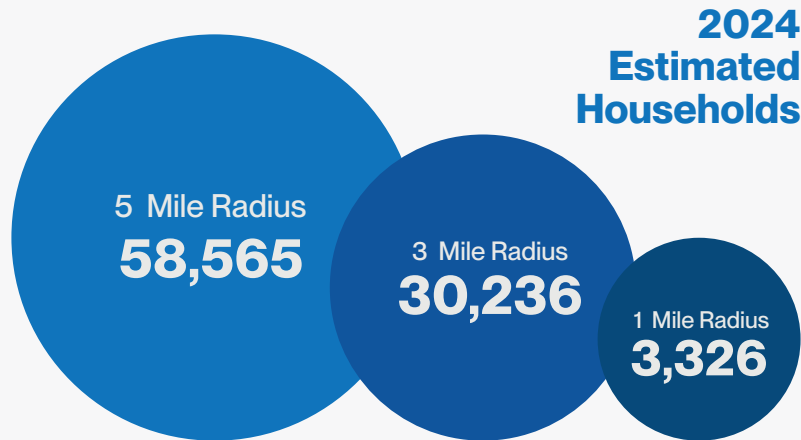 2024
Estimated
Households
5 Mile Radius
58,565
3 Mile Radius
30,236
1 Mile Radius
3,326